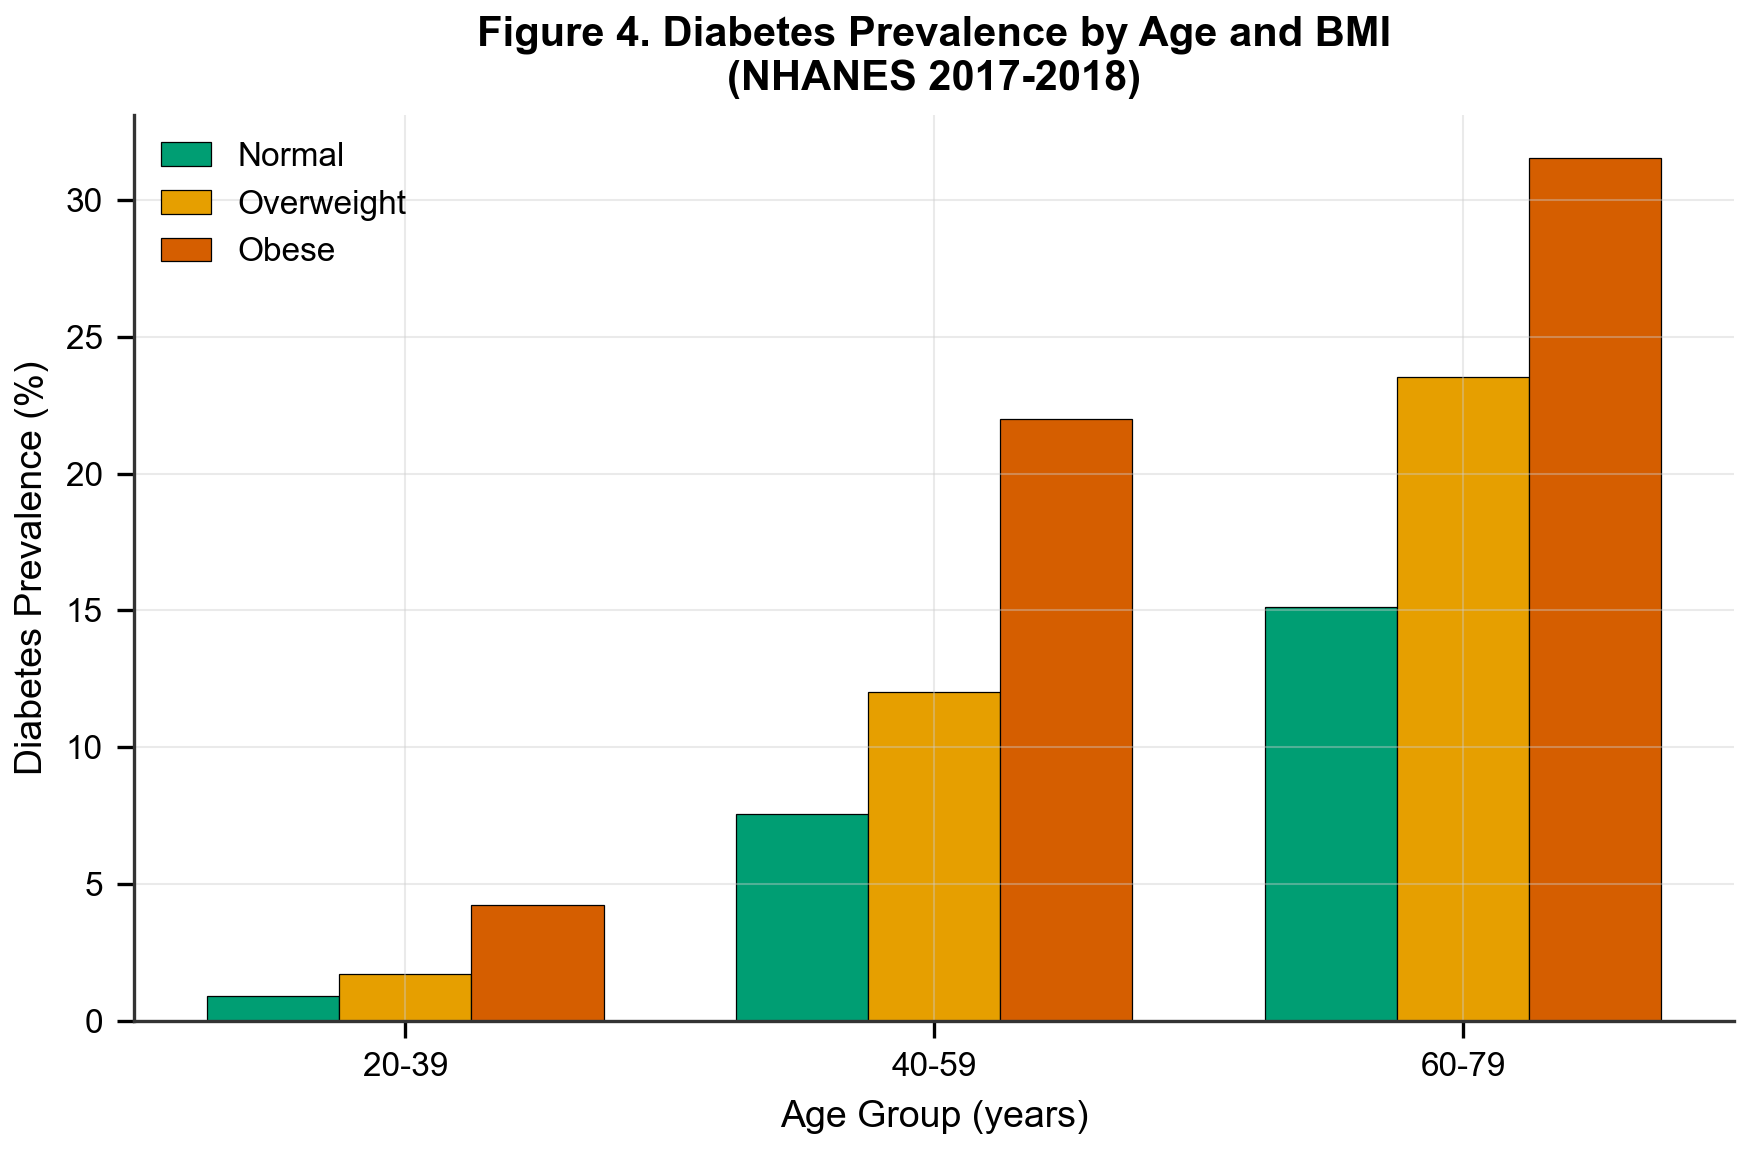 Figure 4. Diabetes Prevalence by Age and BMI
(NHANES 2017-2018)
Normal
Overweight
Obese
30
25
20
15
10
5
0
Diabetes Prevalence (%)
20-39
40-59
60-79
Age Group (years)